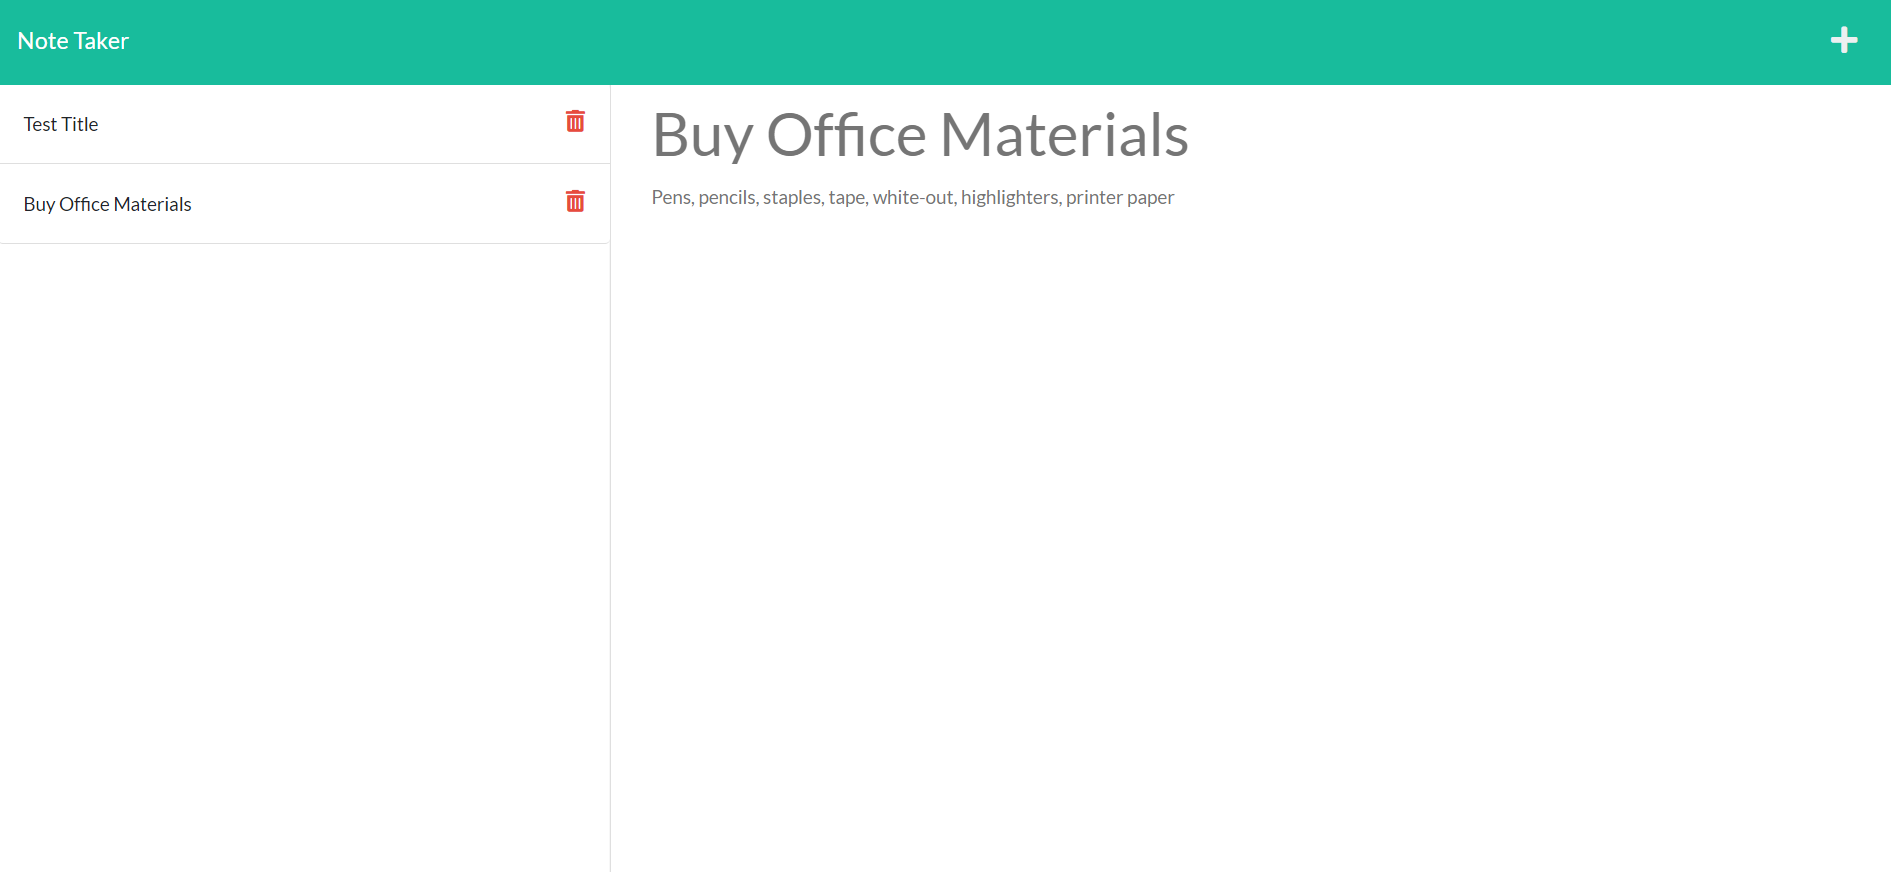 Note Taker
Test Title
Buy Office Materials
Buy Office Materials
Pens, pencils, staples, tape, white-out, highlighters, printer paper